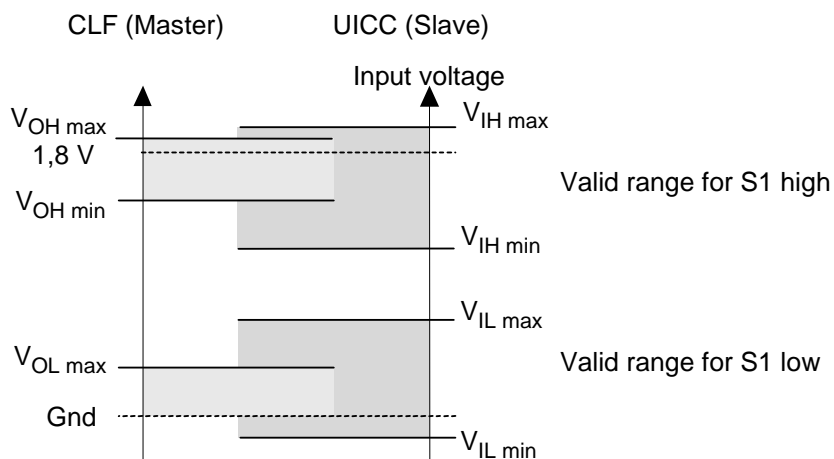 CLF (Master)
UICC (Slave)
Input voltage
VOH max
VIH max
1,8 V
Valid range for S1 high
VOH min
VIH min
VIL max
VOL max
Valid range for S1 low
Gnd
VIL min